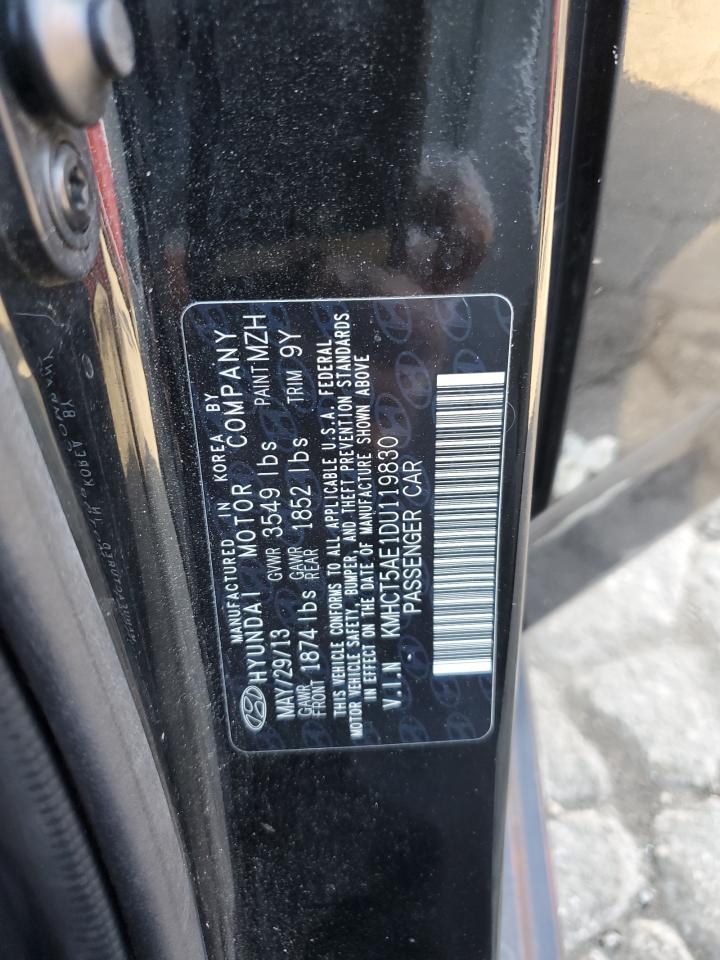 MANUFACTURED IN KOREA BY
HYUNDAI MOTOR COMPANY
MAY/29/13 GVWR 3549 lbs PAINT MZH
GAWR FRONT 1874 lbs GAWR REAR 1852 lbs TRIM 9Y
THIS VEHICLE CONFORMS TO ALL APPLICABLE U.S.A. FEDERAL
MOTOR VEHICLE SAFETY, BUMPER, AND THEFT PREVENTION STANDARDS
IN EFFECT ON THE DATE OF MANUFACTURE SHOWN ABOVE
V.I.N KMHCT5AE1DU119830
PASSENGER CAR